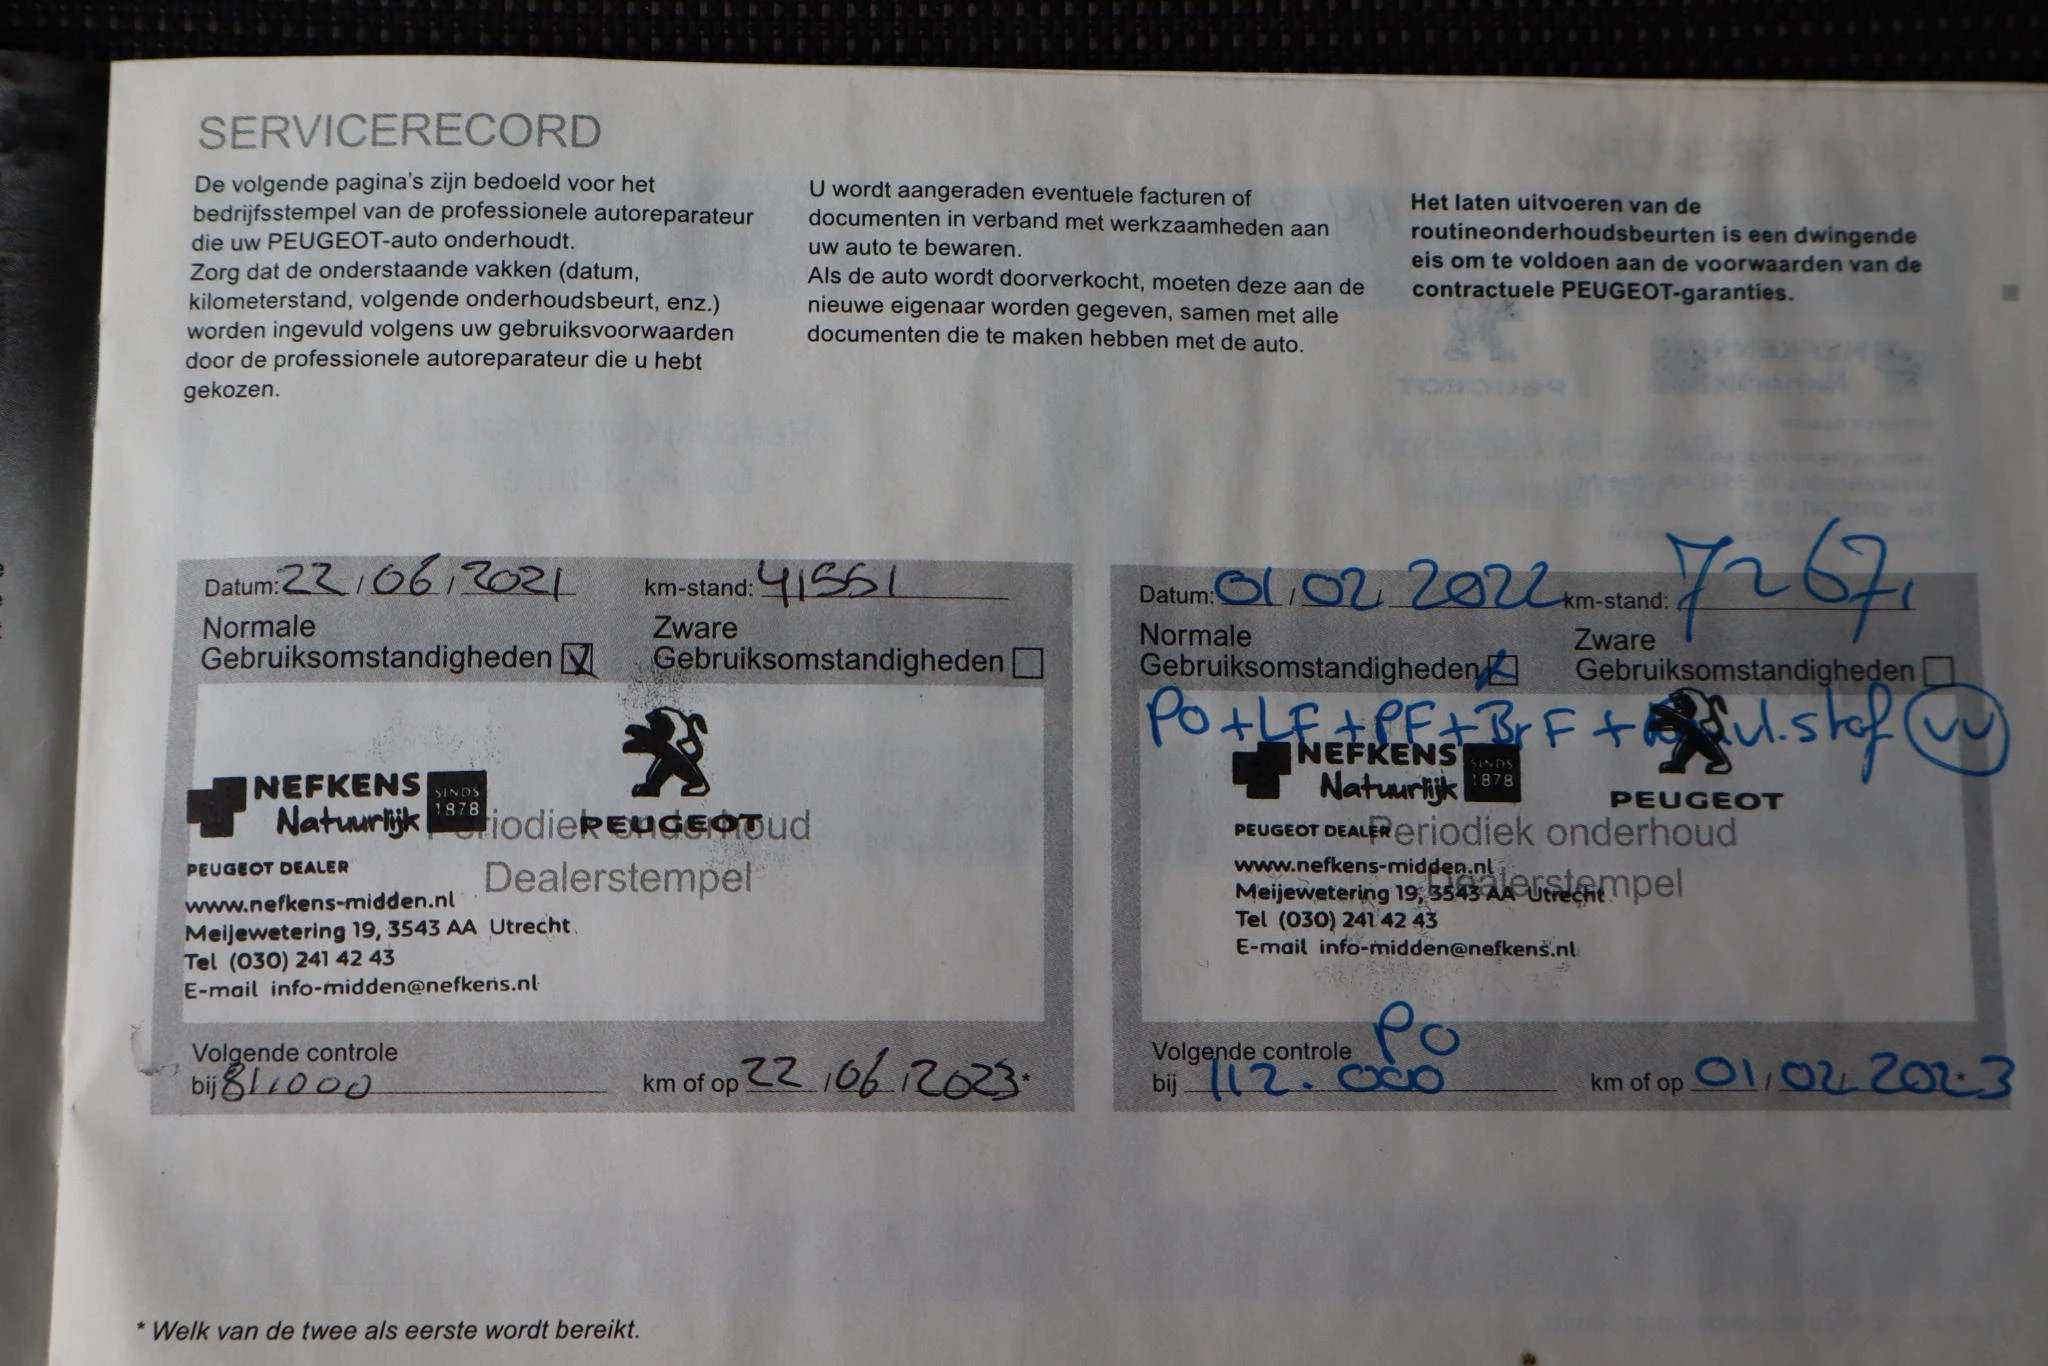 SERVICERECORD
De volgende pagina's zijn bedoeld voor het
bedrijfsstempel van de professionele autoreparateur
die uw PEUGEOT-auto onderhoudt.
Zorg dat de onderstaande vakken (datum,
kilometerstand, volgende onderhoudsbeurt, enz.)
worden ingevuld volgens uw gebruiksvoorwaarden
door de professionele autoreparateur die u hebt
gekozen.
U wordt aangeraden eventuele facturen of
documenten in verband met werkzaamheden aan
uw auto te bewaren.
Als de auto wordt doorverkocht, moeten deze aan de
nieuwe eigenaar worden gegeven, samen met alle
documenten die te maken hebben met de auto.
Het laten uitvoeren van de
routineonderhoudsbeurten is een dwingende
eis om te voldoen aan de voorwaarden van de
contractuele PEUGEOT-garanties.
Datum: 22/06/2021 km-stand: 41551
Normale Zware
Gebruiksomstandigheden Gebruiksomstandigheden
NEFKENS SINDS
Natuurlijk 1878
PEUGEOT
Periodiek onderhoud
Dealerstempel
PEUGEOT DEALER
www.nefkens-midden.nl
Meijewetering 19, 3543 AA Utrecht
Tel (030) 241 42 43
E-mail info-midden@nefkens.nl
Volgende controle
bij 81.000 km of op 22/06/2023*
Datum: 01/02/2022 km-stand:
Normale Zware
Gebruiksomstandigheden Gebruiksomstandigheden
PO + LF + PF + BrF +
NEFKENS SINDS
Natuurlijk 1878
PEUGEOT
PEUGEOT DEALER
Periodiek onderhoud
Dealerstempel
www.nefkens-midden.nl
Meijewetering 19, 3543 AA Utrecht
Tel (030) 241 42 43
E-mail info-midden@nefkens.nl
Volgende controle PO
bij 112.000 km of op 01/02/2023
* Welk van de twee als eerste wordt bereikt.